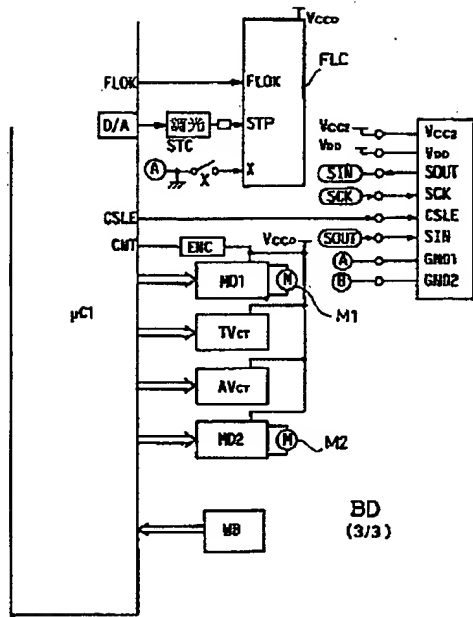 VCCO
FLC
FLOK
FLOK
D/A
調光
STC
STP
A
X
X
VCC2
VCC2
VDD
VDD
SIN
SOUT
SCK
SCK
CSLE
CSLE
SOUT
SIN
A
GND1
B
GND2
CNT
ENC
VCCO
MD1
M
M1
μC1
TVCT
AVCT
MD2
M
M2
WB
BD
(3/3)